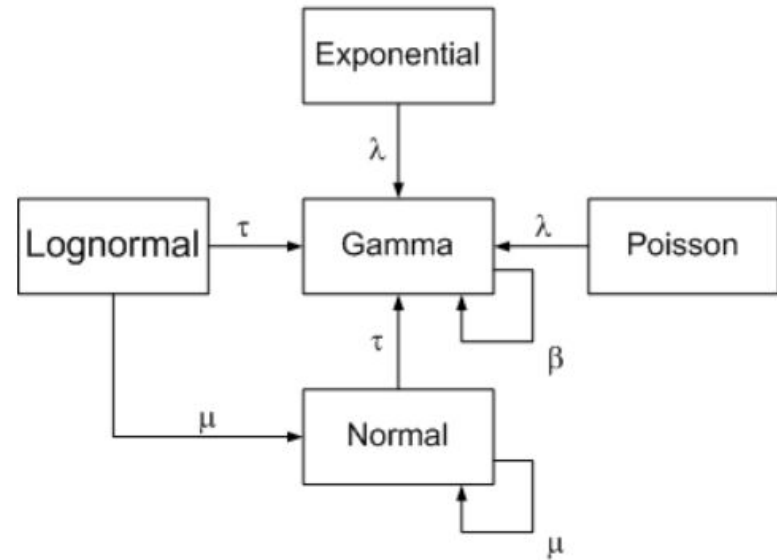 Exponential
λ
Lognormal
τ
Gamma
λ
Poisson
τ
β
μ
Normal
μ